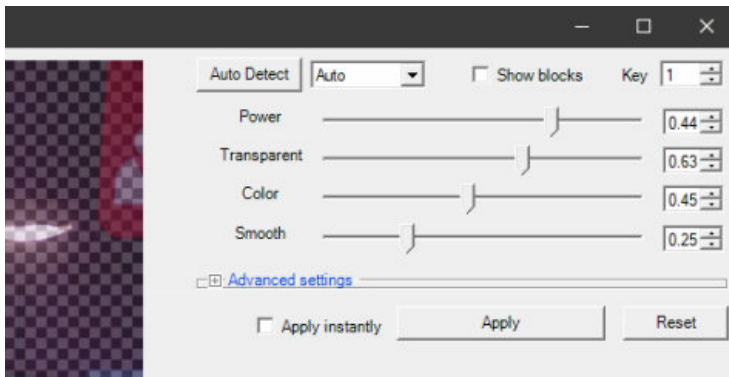 Auto Detect Auto Show blocks Key 1
Power 0.44
Transparent 0.63
Color 0.45
Smooth 0.25
Advanced settings
Apply instantly Apply Reset